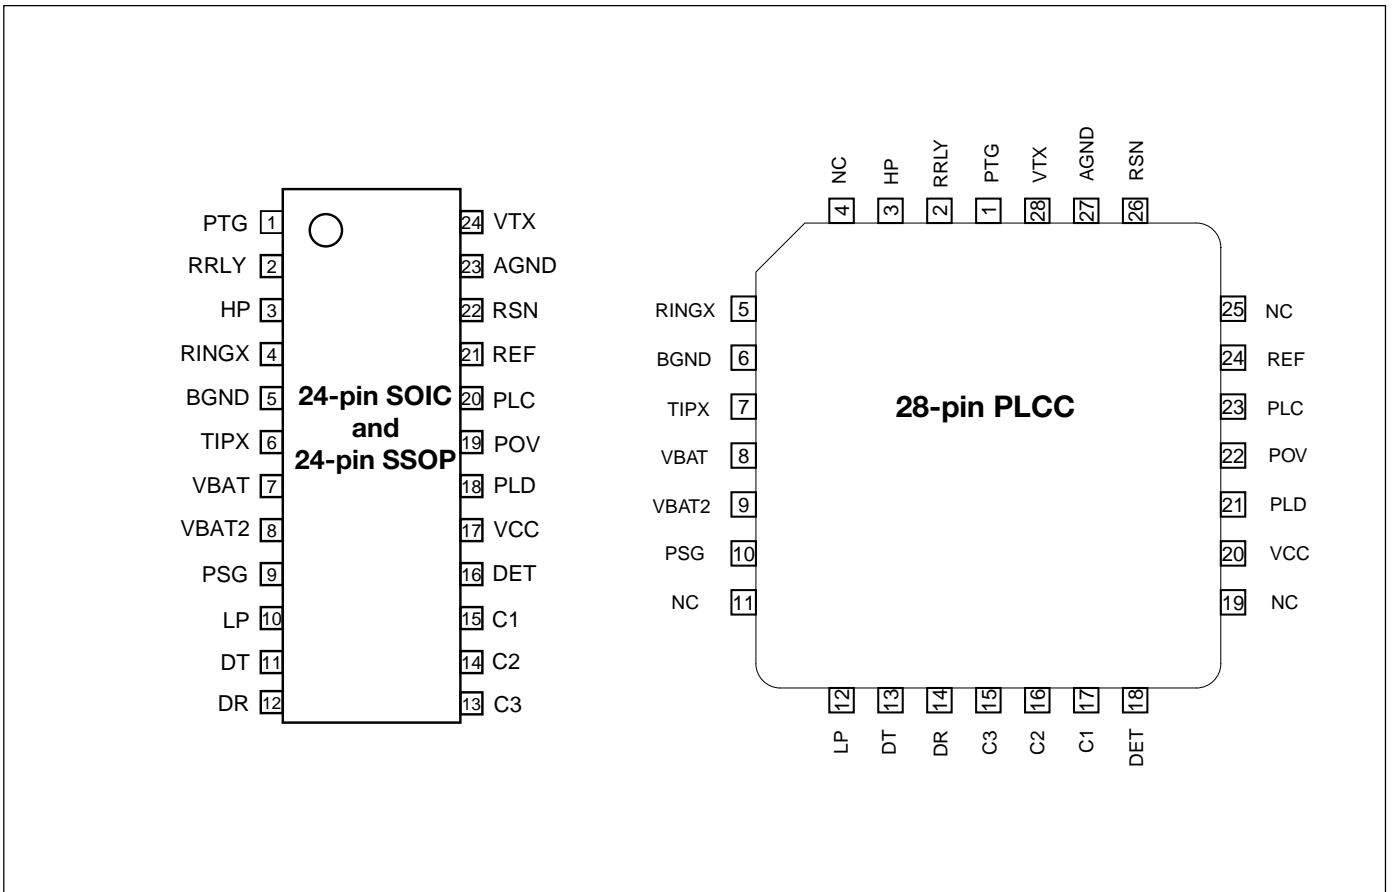 PTG 1
RRLY 2
HP 3
RINGX 4
BGND 5
TIPX 6
VBAT 7
VBAT2 8
PSG 9
LP 10
DT 11
DR 12
24-pin SOIC
and
24-pin SSOP
24 VTX
23 AGND
22 RSN
21 REF
20 PLC
19 POV
18 PLD
17 VCC
16 DET
15 C1
14 C2
13 C3
NC HP RRLY PTG VTX AGND RSN
4 3 2 1 28 27 26
RINGX 5
BGND 6
TIPX 7
VBAT 8
VBAT2 9
PSG 10
NC 11
28-pin PLCC
25 NC
24 REF
23 PLC
22 POV
21 PLD
20 VCC
19 NC
12 13 14 15 16 17 18
LP DT DR C3 C2 C1 DET